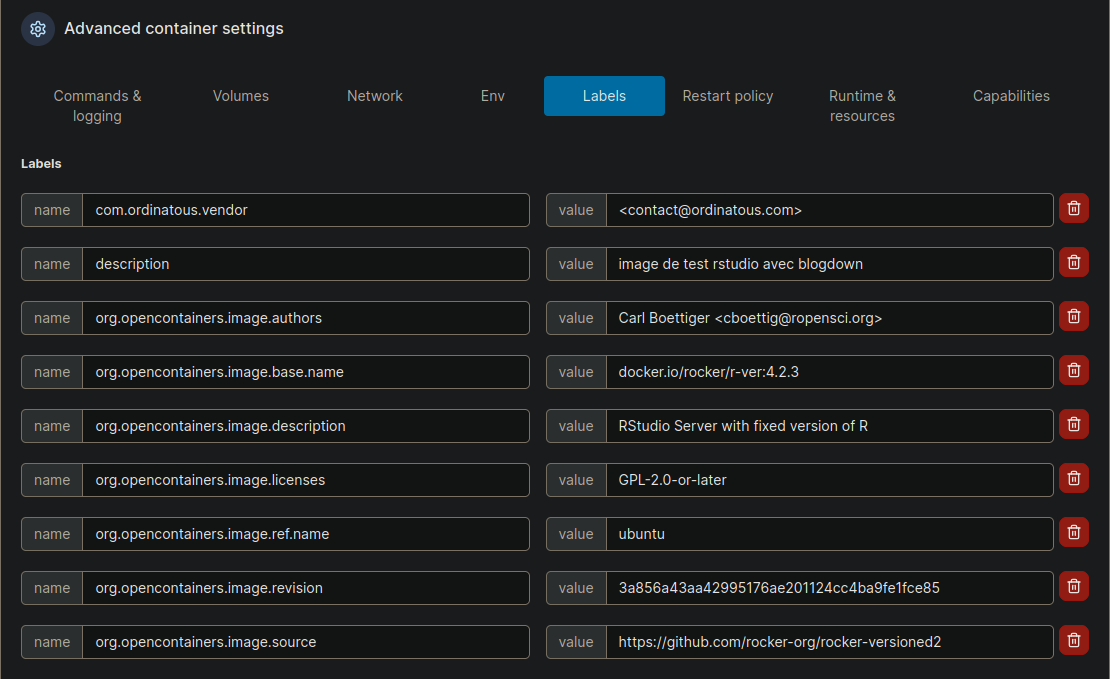 Advanced container settings
Commands & logging
Volumes
Network
Env
Labels
Restart policy
Runtime & resources
Capabilities
Labels
name com.ordinatous.vendor value <contact@ordinatous.com>
name description value image de test rstudio avec blogdown
name org.opencontainers.image.authors value Carl Boettiger <cboettig@ropensci.org>
name org.opencontainers.image.base.name value docker.io/rocker/r-ver:4.2.3
name org.opencontainers.image.description value RStudio Server with fixed version of R
name org.opencontainers.image.licenses value GPL-2.0-or-later
name org.opencontainers.image.ref.name value ubuntu
name org.opencontainers.image.revision value 3a856a43aa42995176ae201124cc4ba9fe1fce85
name org.opencontainers.image.source value https://github.com/rocker-org/rocker-versioned2